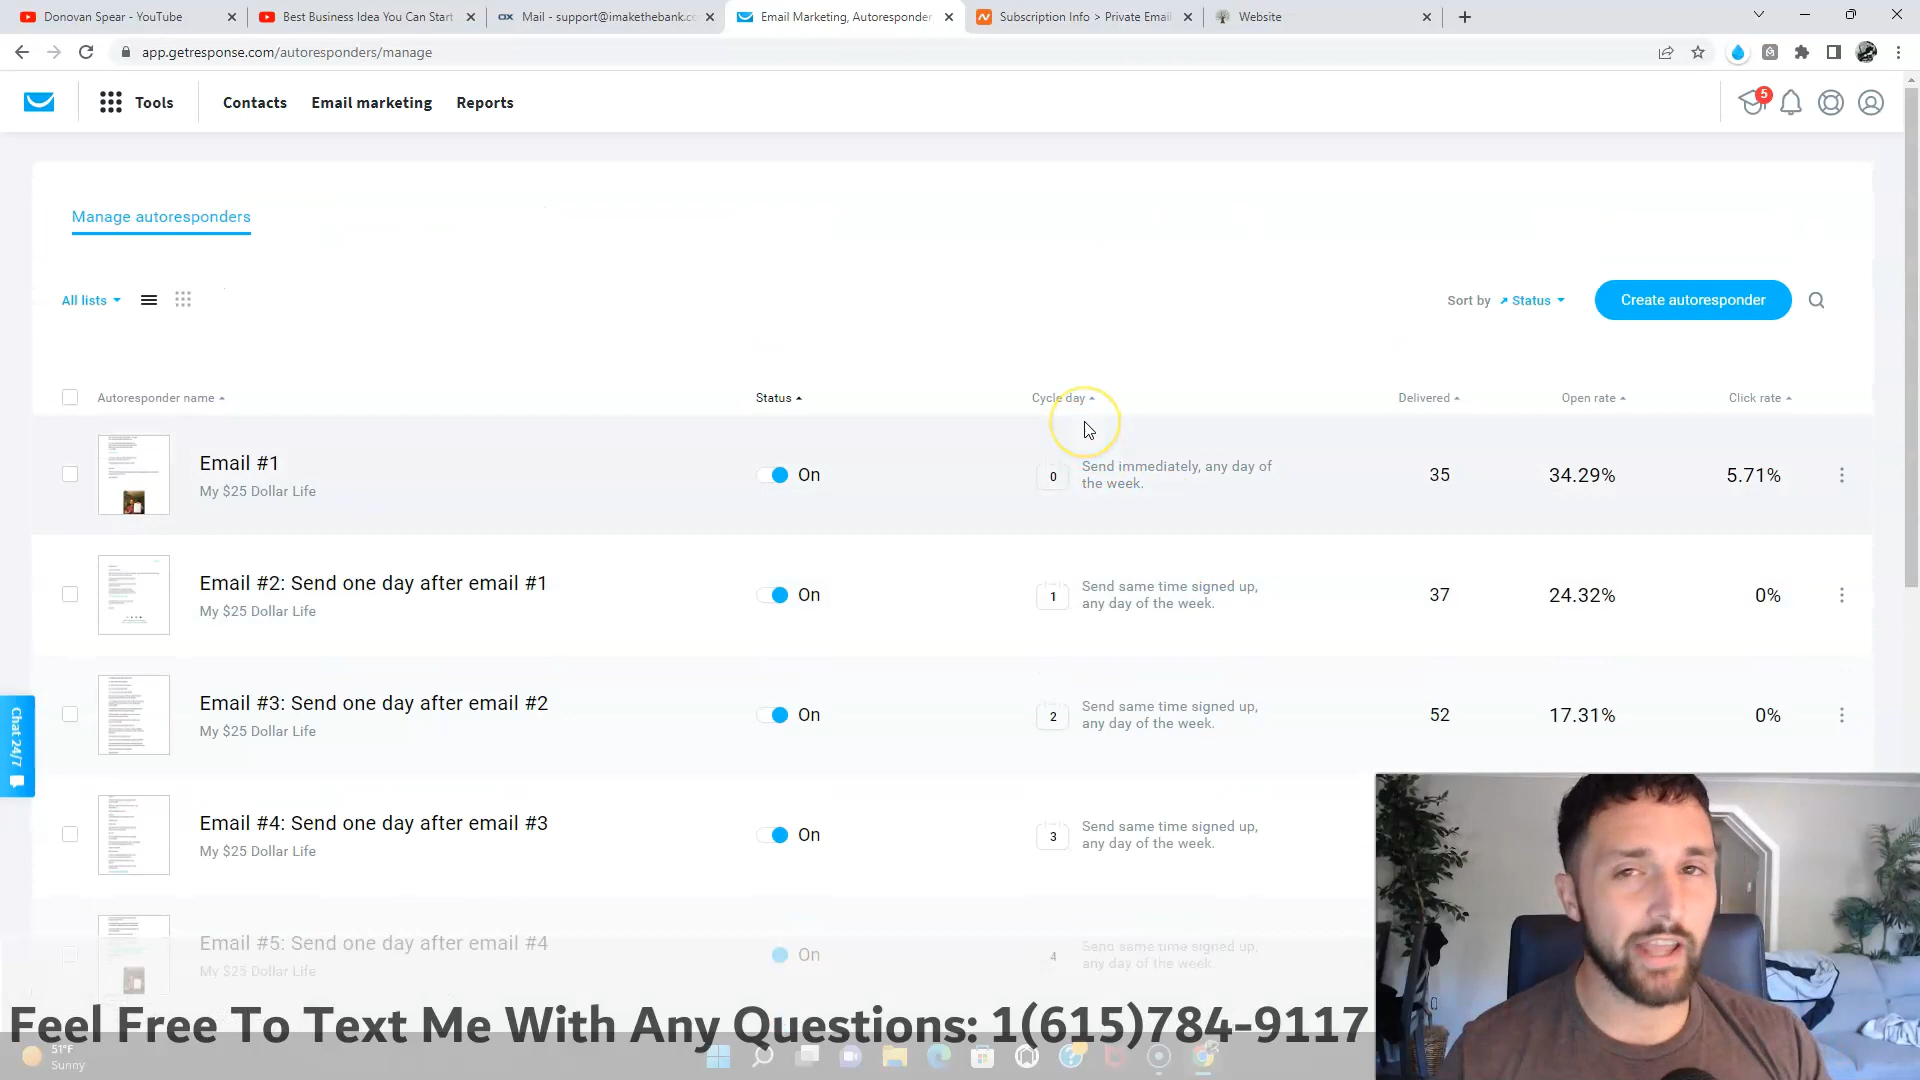 Donovan Spear - YouTube
Best Business Idea You Can Start
OX
Mail - support@imakethebank.co
Email Marketing, Autoresponder
Subscription Info > Private Email
Website
app.getresponse.com/autoresponders/manage
Tools
Contacts
Email marketing
Reports
5
Manage autoresponders
All lists
Sort by
Status
Create autoresponder
Autoresponder name
Status
Cycle day
Delivered
Open rate
Click rate
Email #1
My $25 Dollar Life
On
0
Send immediately, any day of
the week.
35
34.29%
5.71%
Email #2: Send one day after email #1
My $25 Dollar Life
On
1
Send same time signed up,
any day of the week.
37
24.32%
0%
Email #3: Send one day after email #2
My $25 Dollar Life
On
2
Send same time signed up,
any day of the week.
52
17.31%
0%
Chat 24/7
Email #4: Send one day after email #3
My $25 Dollar Life
On
3
Send same time signed up,
any day of the week.
Email #5: Send one day after email #4
My $25 Dollar Life
On
4
Send same time signed up,
any day of the week.
Feel Free To Text Me With Any Questions: 1(615)784-9117
51°F
Sunny